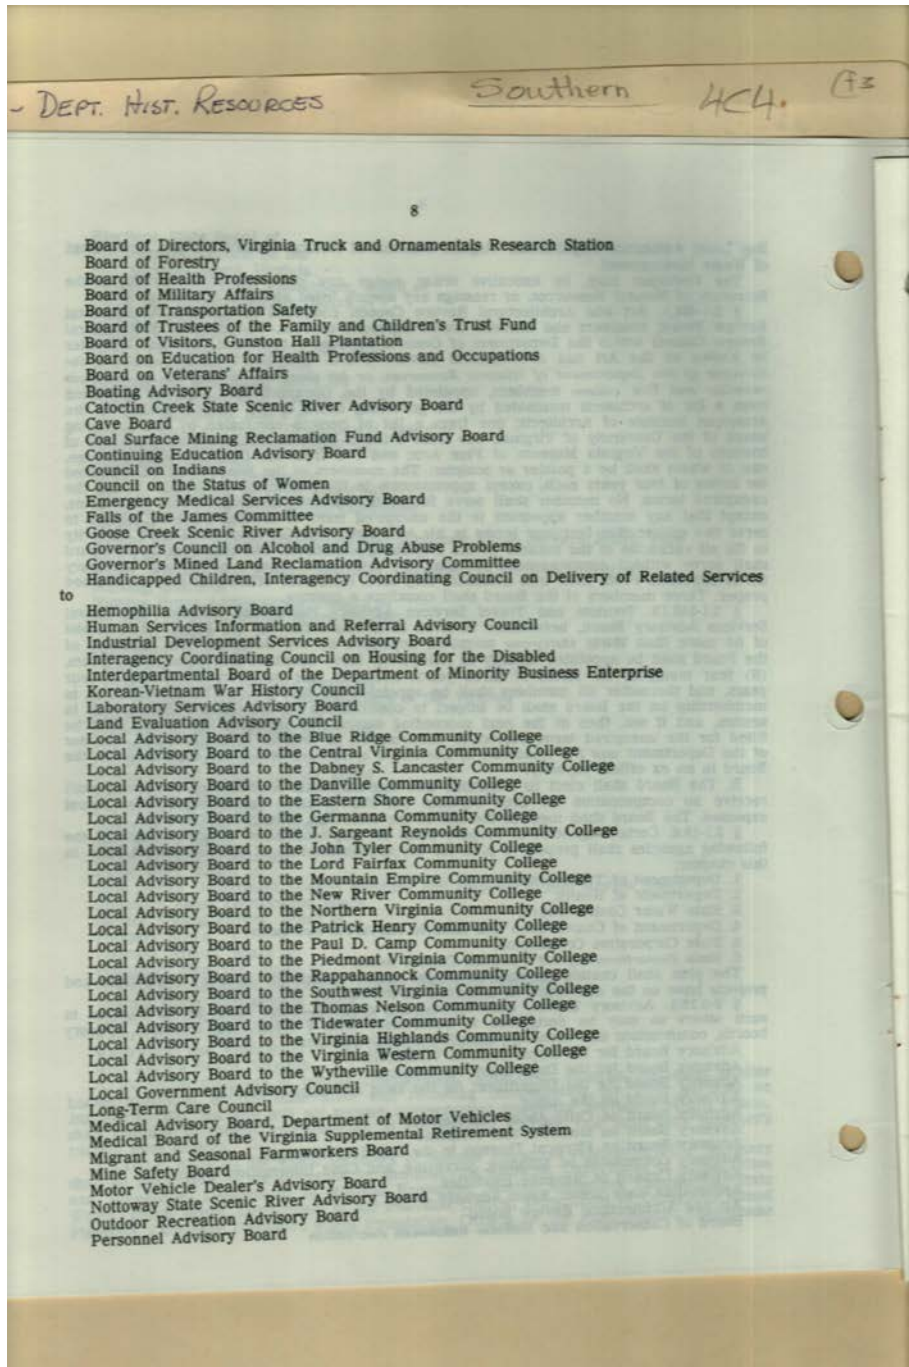 - DEPT. HIST. RESOURCES Southern 4C4.
8
Board of Directors, Virginia Truck and Ornamentals Research Station
Board of Forestry
Board of Health Professions
Board of Military Affairs
Board of Transportation Safety
Board of Trustees of the Family and Children's Trust Fund
Board of Visitors, Gunston Hall Plantation
Board on Education for Health Professions and Occupations
Board on Veterans' Affairs
Boating Advisory Board
Catoctin Creek State Scenic River Advisory Board
Cave Board
Coal Surface Mining Reclamation Fund Advisory Board
Continuing Education Advisory Board
Council on Indians
Council on the Status of Women
Emergency Medical Services Advisory Board
Falls of the James Committee
Goose Creek Scenic River Advisory Board
Governor's Council on Alcohol and Drug Abuse Problems
Governor's Mined Land Reclamation Advisory Committee
Handicapped Children, Interagency Coordinating Council on Delivery of Related Services
to
Hemophilia Advisory Board
Human Services Information and Referral Advisory Council
Industrial Development Services Advisory Board
Interagency Coordinating Council on Housing for the Disabled
Interdepartmental Board of the Department of Minority Business Enterprise
Korean-Vietnam War History Council
Laboratory Services Advisory Board
Land Evaluation Advisory Council
Local Advisory Board to the Blue Ridge Community College
Local Advisory Board to the Central Virginia Community College
Local Advisory Board to the Dabney S. Lancaster Community College
Local Advisory Board to the Danville Community College
Local Advisory Board to the Eastern Shore Community College
Local Advisory Board to the Germanna Community College
Local Advisory Board to the J. Sargeant Reynolds Community College
Local Advisory Board to the John Tyler Community College
Local Advisory Board to the Lord Fairfax Community College
Local Advisory Board to the Mountain Empire Community College
Local Advisory Board to the New River Community College
Local Advisory Board to the Northern Virginia Community College
Local Advisory Board to the Patrick Henry Community College
Local Advisory Board to the Paul D. Camp Community College
Local Advisory Board to the Piedmont Virginia Community College
Local Advisory Board to the Rappahannock Community College
Local Advisory Board to the Southwest Virginia Community College
Local Advisory Board to the Thomas Nelson Community College
Local Advisory Board to the Tidewater Community College
Local Advisory Board to the Virginia Highlands Community College
Local Advisory Board to the Virginia Western Community College
Local Advisory Board to the Wytheville Community College
Local Government Advisory Council
Long-Term Care Council
Medical Advisory Board, Department of Motor Vehicles
Medical Board of the Virginia Supplemental Retirement System
Migrant and Seasonal Farmworkers Board
Mine Safety Board
Motor Vehicle Dealer's Advisory Board
Nottoway State Scenic River Advisory Board
Outdoor Recreation Advisory Board
Personnel Advisory Board